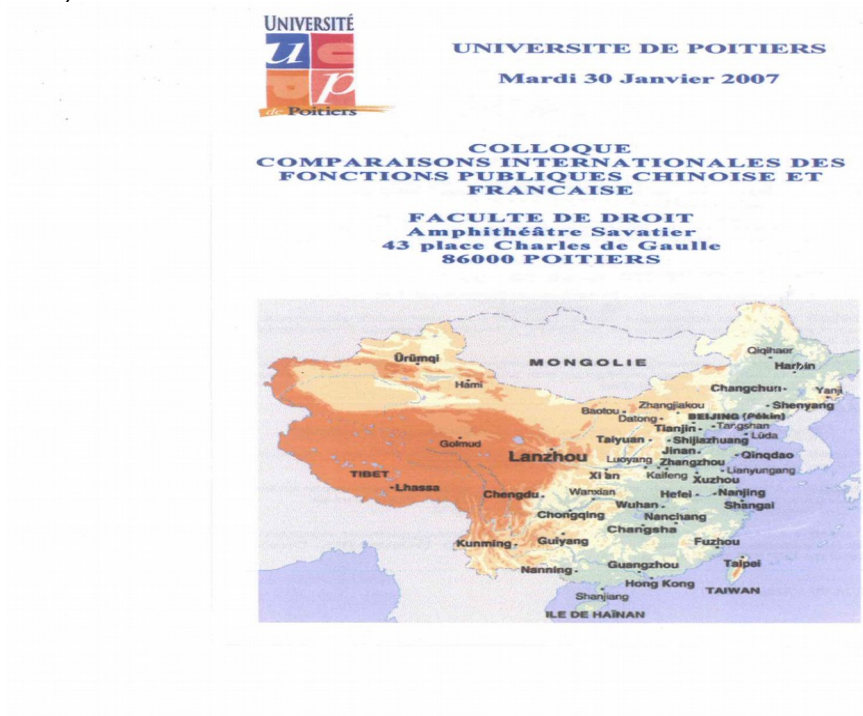 UNIVERSITÉ
ucp
de Poitiers
UNIVERSITE DE POITIERS
Mardi 30 Janvier 2007
COLLOQUE
COMPARAISONS INTERNATIONALES DES
FONCTIONS PUBLIQUES CHINOISE ET
FRANCAISE
FACULTE DE DROIT
Amphithéâtre Savatier
43 place Charles de Gaulle
86000 POITIERS
Qiqihaer
Ürümqi
MONGOLIE
Harbin
Hami
Changchun
Yanji
Zhangjiakou
Shenyang
Baotou
BEIJING (Pékin)
Datong
Tianjin
Tangshan
Golmud
Taiyuan
Shijiazhuang
Lüda
Lanzhou
Jinan
Luoyang
Zhangzhou
Qingdao
TIBET
Xi an
Kaifeng
Lianyungang
Xuzhou
Lhassa
Chengdu
Wanxian
Hefei
Nanjing
Wuhan
Shangai
Chongqing
Nanchang
Changsha
Kunming
Guiyang
Fuzhou
Nanning
Guangzhou
Taipei
Hong Kong
TAIWAN
Shanjiang
ILE DE HAÏNAN